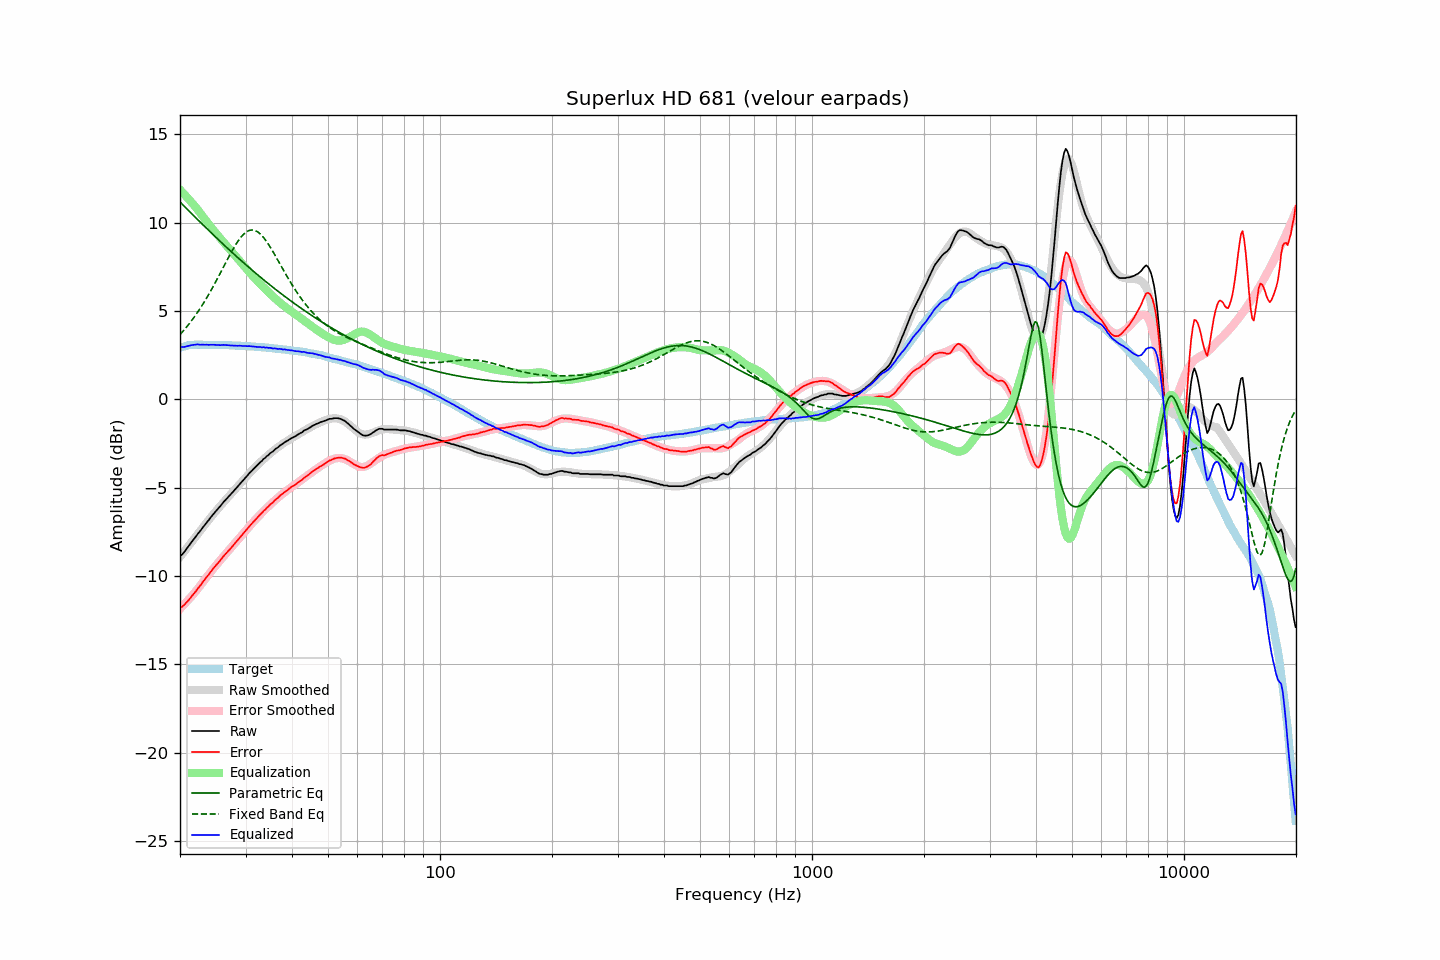 Superlux HD 681 (velour earpads)
Amplitude (dBr)
15
10
5
0
−5
−10
−15
−20
−25
Target
Raw Smoothed
Error Smoothed
Raw
Error
Equalization
Parametric Eq
Fixed Band Eq
Equalized
100
1000
10000
Frequency (Hz)